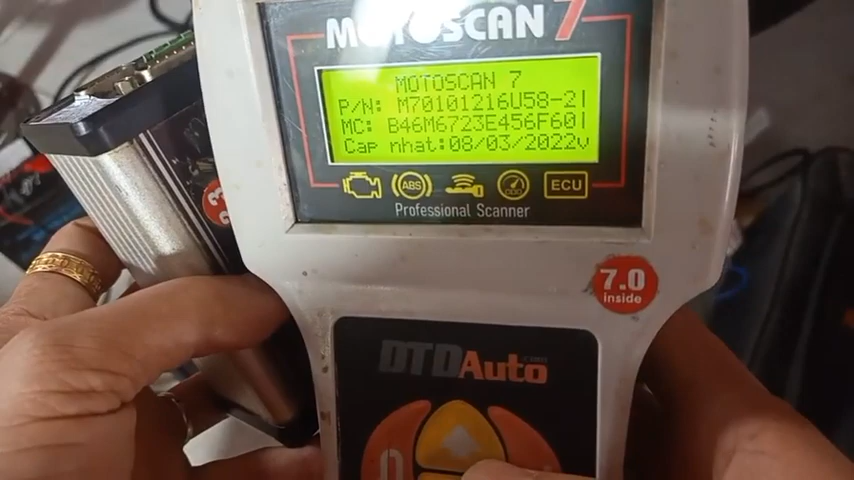 MOTOSCAN 7
MOTOSCAN 7
P/N: M70101216U58-2|
MC: B46M6723E456F60|
Cap nhat:08/03/2022v
ABS
ECU
Professional Scanner
7.0
inside
DTDAuto